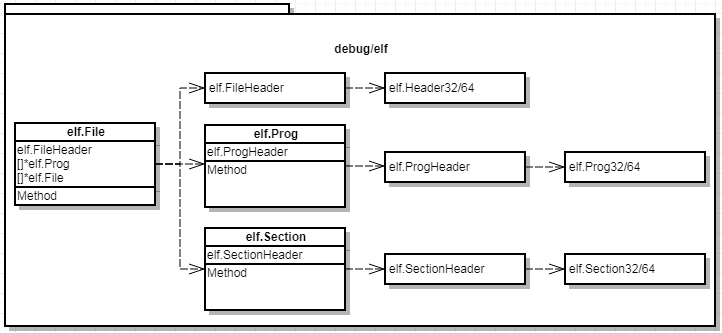 debug/elf
elf.FileHeader
elf.Header32/64
elf.File
elf.FileHeader
[]*elf.Prog
[]*elf.File
Method
elf.Prog
elf.ProgHeader
Method
elf.ProgHeader
elf.Prog32/64
elf.Section
elf.SectionHeader
Method
elf.SectionHeader
elf.Section32/64